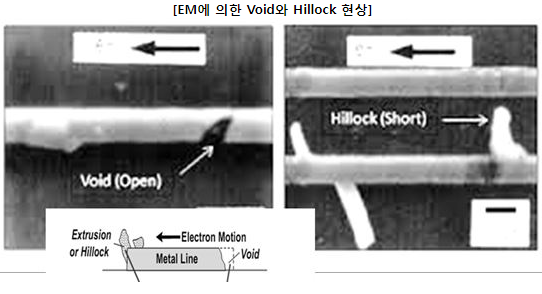 [EM에 의한 Void와 Hillock 현상]
Void (Open)
Hillock (Short)
Extrusion
or Hillock
Electron Motion
Metal Line
Void